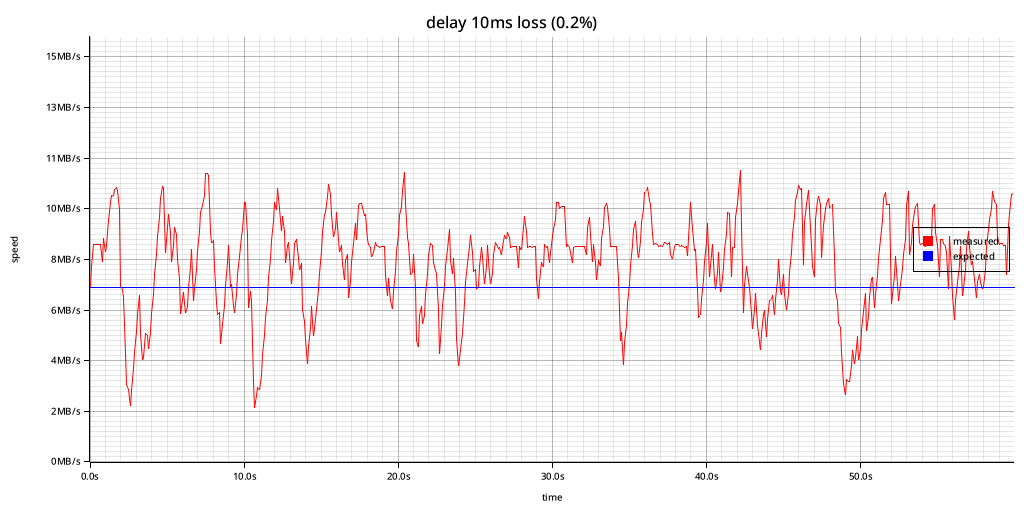 delay 10ms loss (0.2%)
speed
15MB/s
13MB/s
11MB/s
10MB/s
8MB/s
6MB/s
4MB/s
2MB/s
0MB/s
measured
expected
0.0s 10.0s 20.0s 30.0s 40.0s 50.0s
time